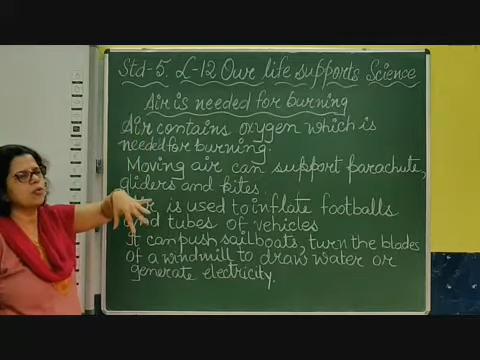 Std-5. L-12 Our life supports Science
Air is needed for burning
Air contains oxygen which is
needed for burning.
Moving air can support parachute,
gliders and kites.
is used to inflate footballs
and tubes of vehicles
It can push sailboats, turn the blades
of a windmill to draw water or
generate electricity.